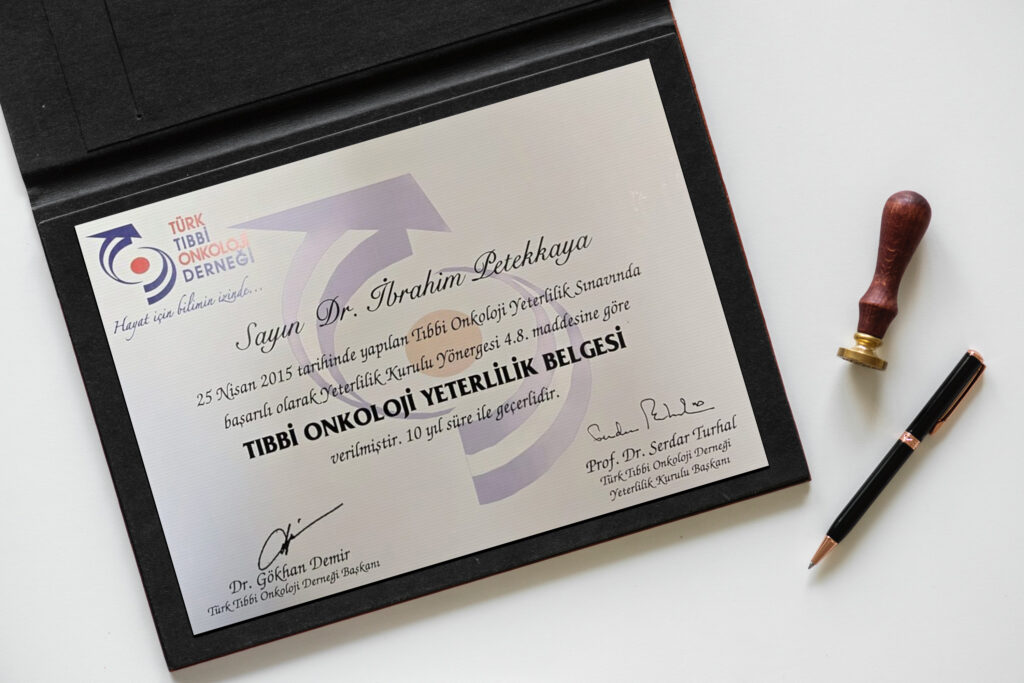 TÜRK
TIBBİ
ONKOLOJİ
DERNEĞİ
Hayat için bilimin izinde...
Sayın Dr. İbrahim Petekkaya
25 Nisan 2015 tarihinde yapılan Tıbbi Onkoloji Yeterlilik Sınavında
başarılı olarak Yeterlilik Kurulu Yönergesi 4.8. maddesine göre
TIBBİ ONKOLOJİ YETERLİLİK BELGESİ
verilmiştir. 10 yıl süre ile geçerlidir.
Prof. Dr. Serdar Turhal
Türk Tıbbi Onkoloji Derneği
Yeterlilik Kurulu Başkanı
Dr. Gökhan Demir
Türk Tıbbi Onkoloji Derneği Başkanı